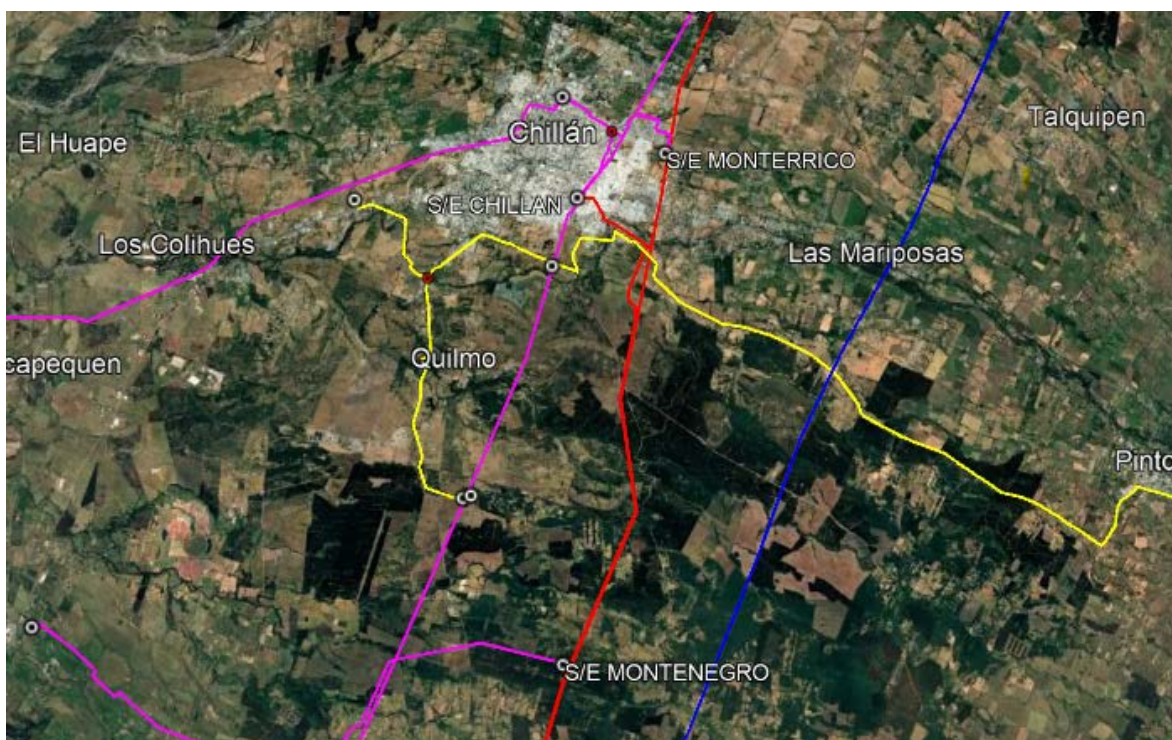 Talquipen
El Huape
Chillán
S/E MONTERRICO
S/E CHILLAN
Los Colihues
Las Mariposas
capequen
Quilmo
Pinto
S/E MONTENEGRO